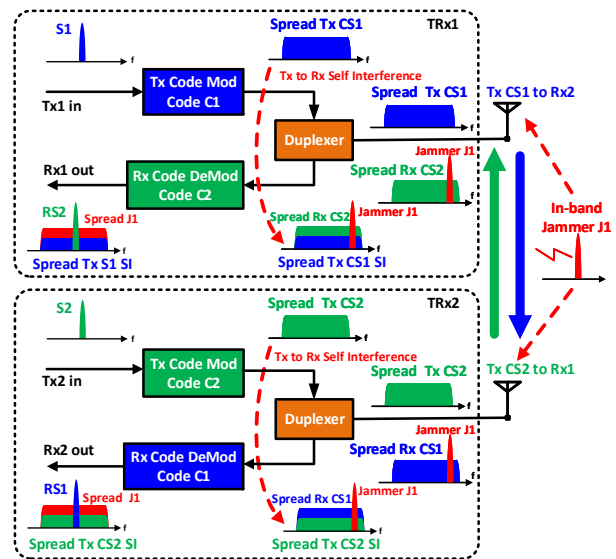 TRx1
S1
f
Spread Tx CS1
f
Tx to Rx Self Interference
Tx Code Mod
Code C1
Tx1 in
Spread Tx CS1
f
Tx CS1 to Rx2
Duplexer
Jammer J1
Rx1 out
Rx Code DeMod
Code C2
Spread Rx CS2
f
RS2
Spread J1
f
Spread Tx S1 SI
Spread Rx CS2
Jammer J1
f
Spread Tx CS1 SI
In-band
Jammer J1
f
TRx2
S2
f
Spread Tx CS2
f
Tx to Rx Self Interference
Tx Code Mod
Code C2
Tx2 in
Spread Tx CS2
f
Tx CS2 to Rx1
Duplexer
Jammer J1
Rx2 out
Rx Code DeMod
Code C1
Spread Rx CS1
f
RS1
Spread J1
f
Spread Tx CS2 SI
Spread Rx CS1
Jammer J1
f
Spread Tx CS2 SI